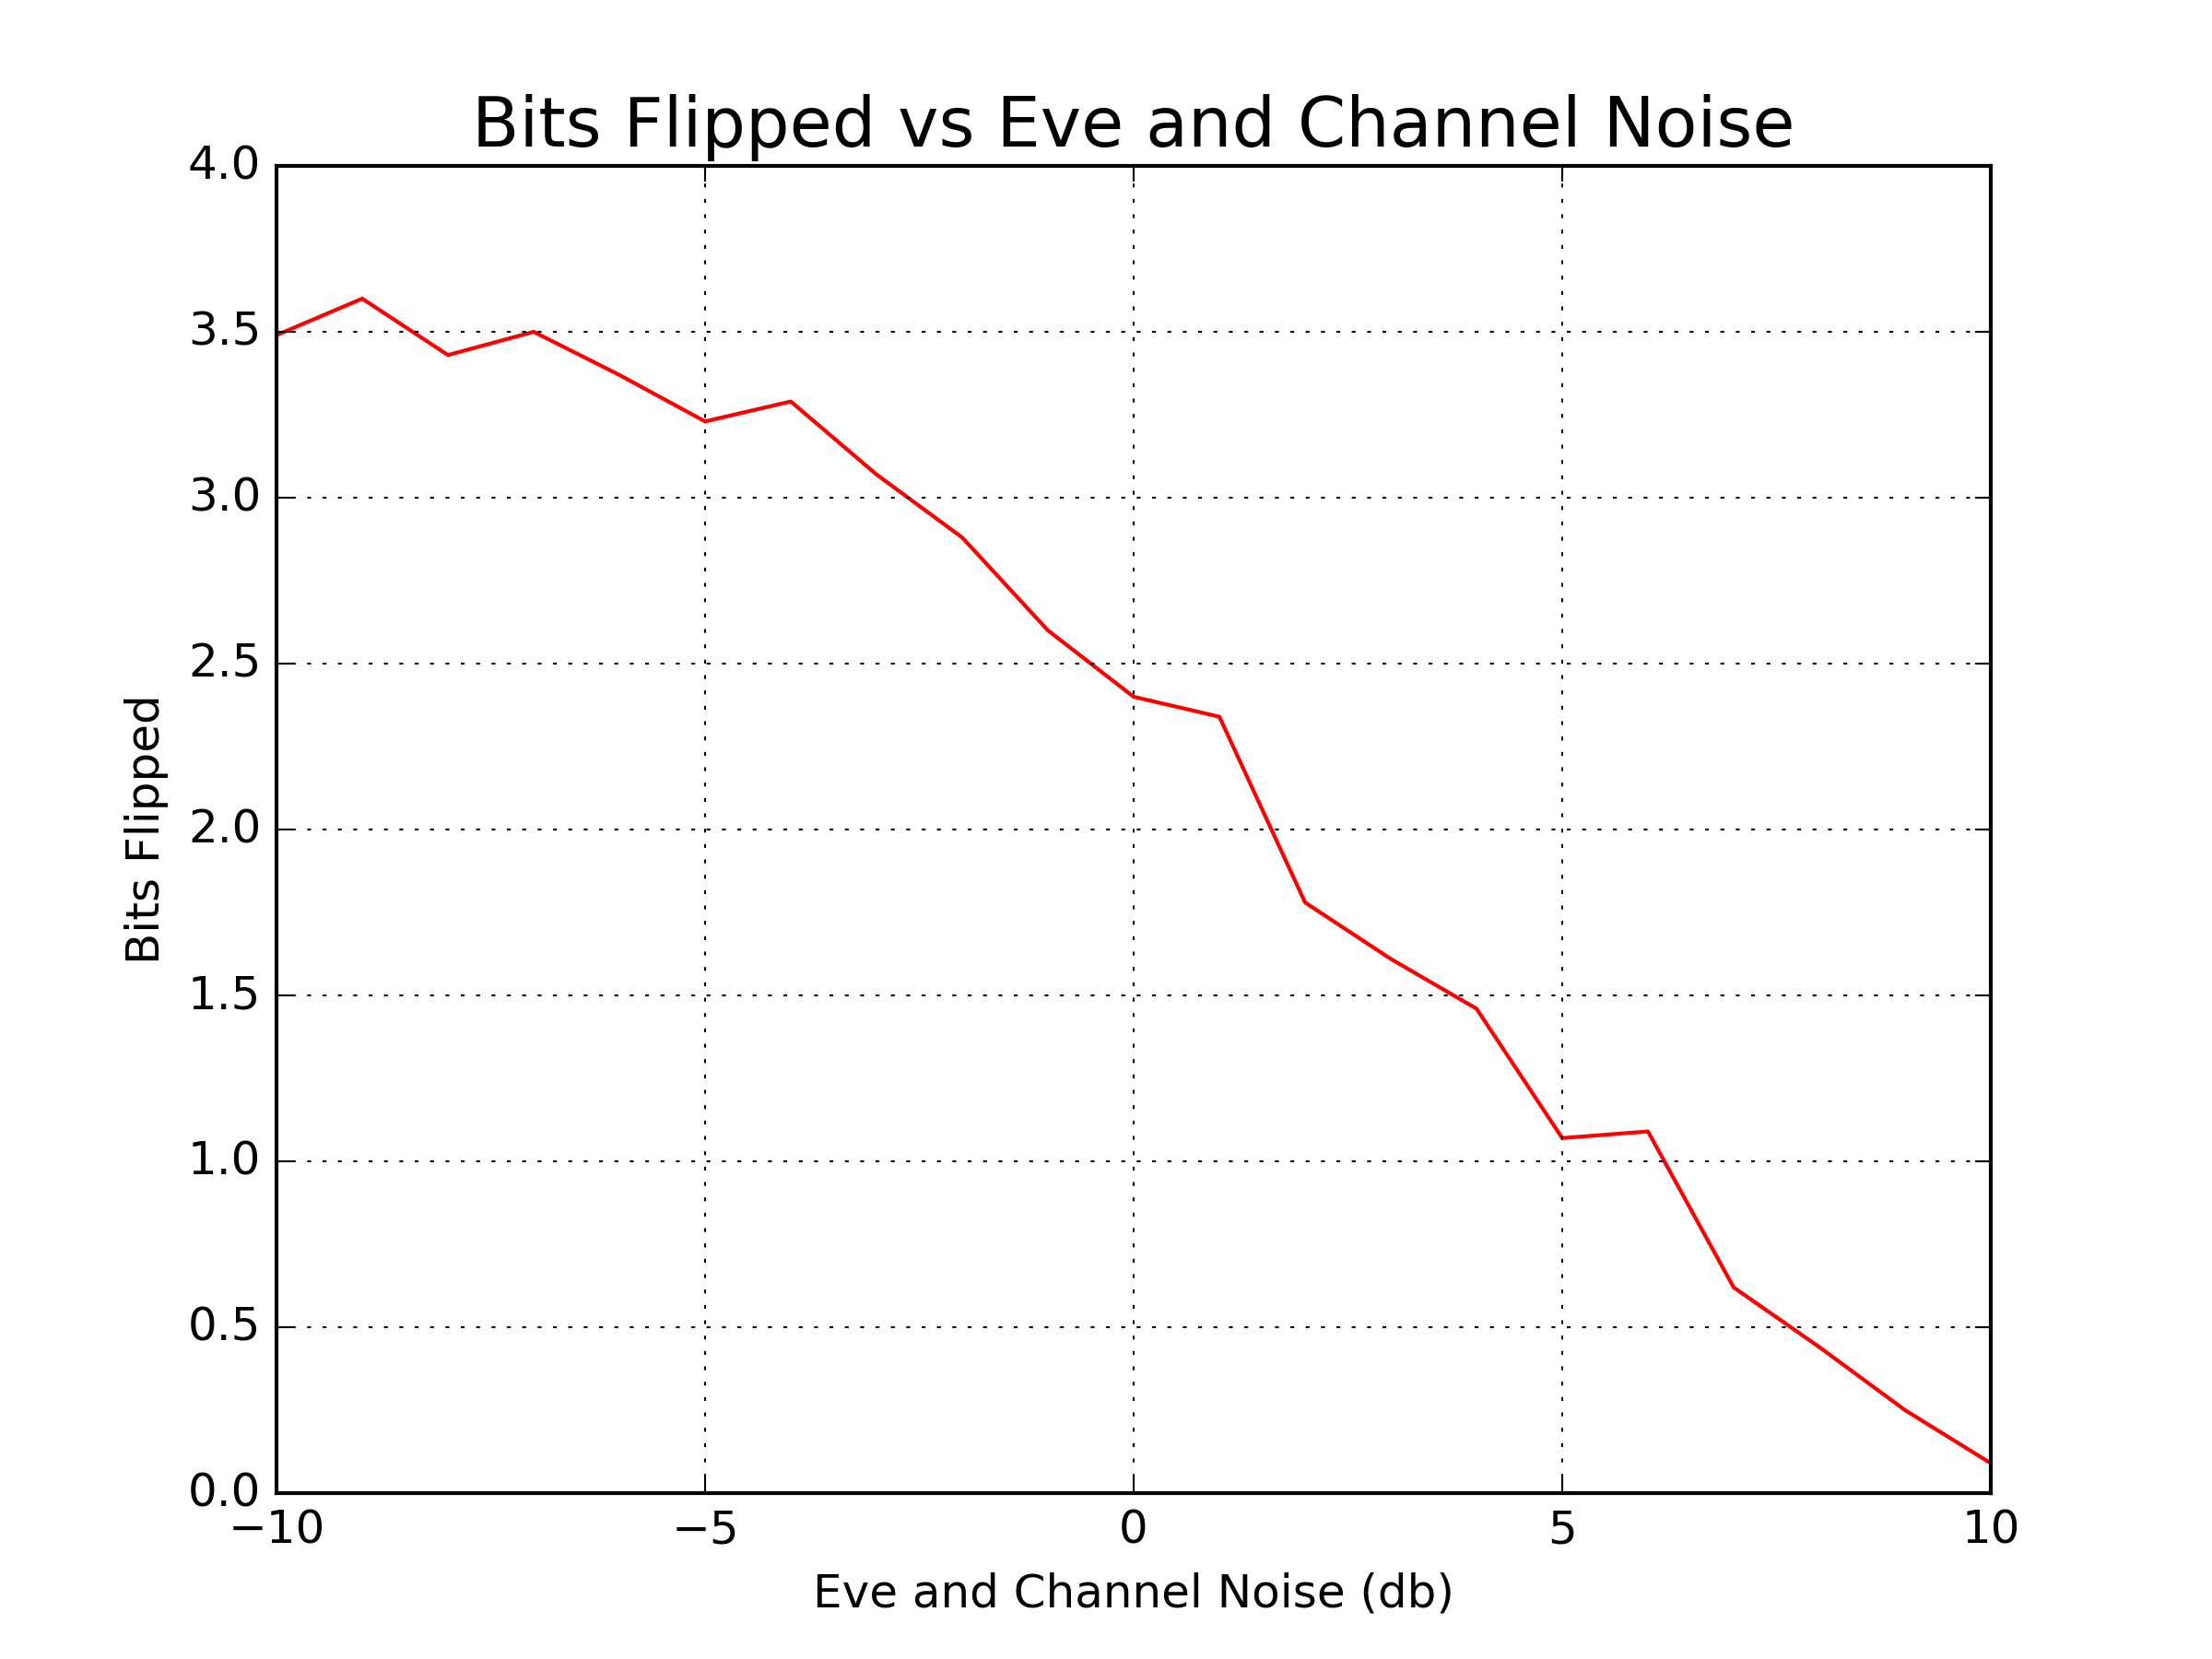 Bits Flipped vs Eve and Channel Noise
4.0
3.5
3.0
2.5
2.0
1.5
1.0
0.5
0.0
Bits Flipped
−10 −5 0 5 10
Eve and Channel Noise (db)